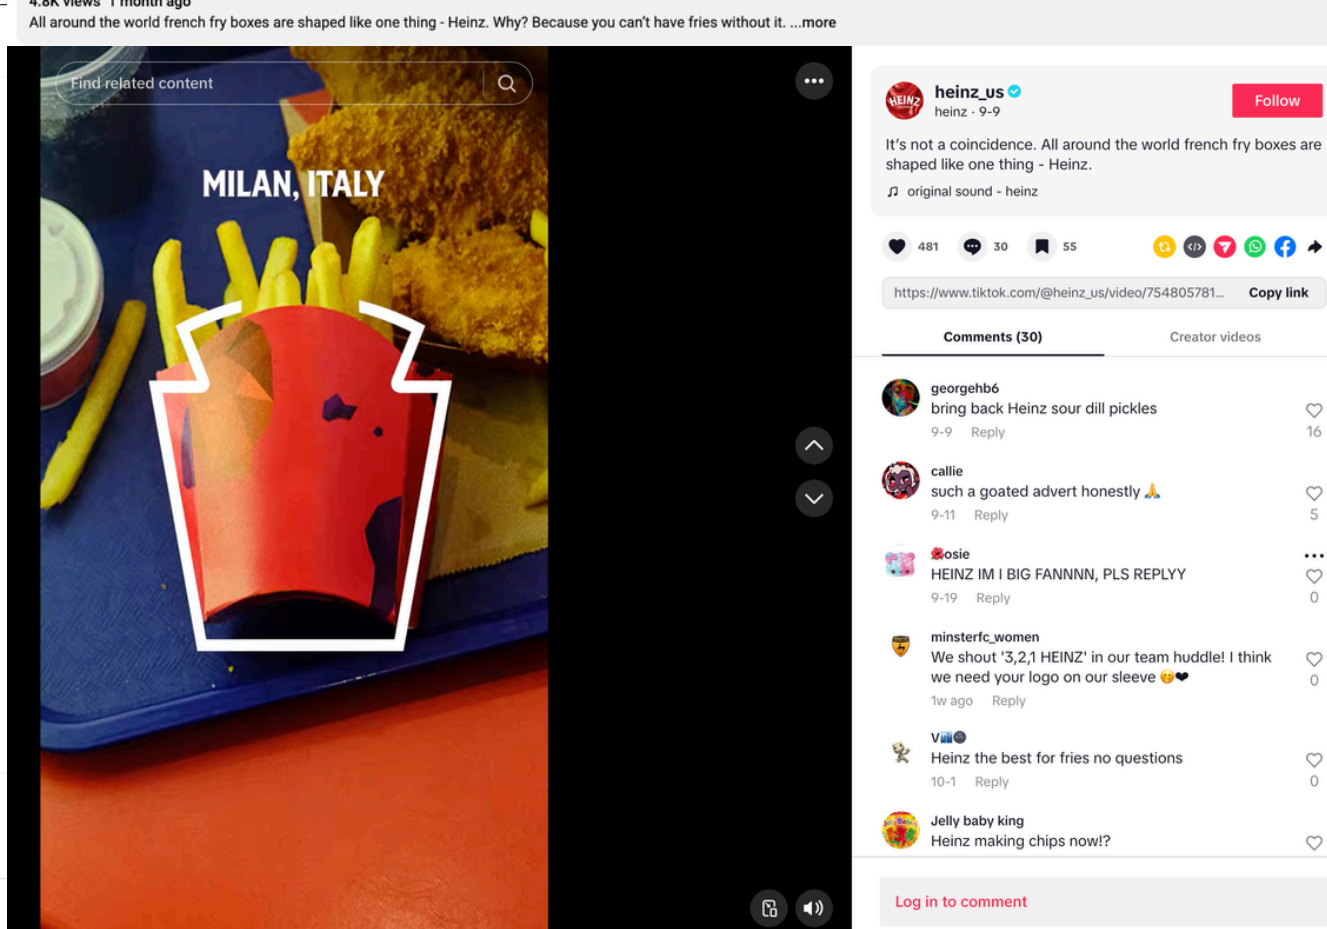 4.8K views 1 month ago
All around the world french fry boxes are shaped like one thing - Heinz. Why? Because you can't have fries without it. ...more
Find related content
MILAN, ITALY
HEINZ
heinz_us
heinz · 9-9
Follow
It's not a coincidence. All around the world french fry boxes are
shaped like one thing - Heinz.
original sound - heinz
481
30
55
https://www.tiktok.com/@heinz_us/video/754805781...
Copy link
Comments (30)
Creator videos
georgehb6
bring back Heinz sour dill pickles
9-9 Reply
16
callie
such a goated advert honestly 🙏
9-11 Reply
5
🌺osie
HEINZ IM I BIG FANNNN, PLS REPLYY
9-19 Reply
0
minsterfc_women
We shout '3,2,1 HEINZ' in our team huddle! I think
we need your logo on our sleeve 🤭❤
1w ago Reply
0
V🏙🌚
Heinz the best for fries no questions
10-1 Reply
0
Jelly baby king
Heinz making chips now!?
Log in to comment